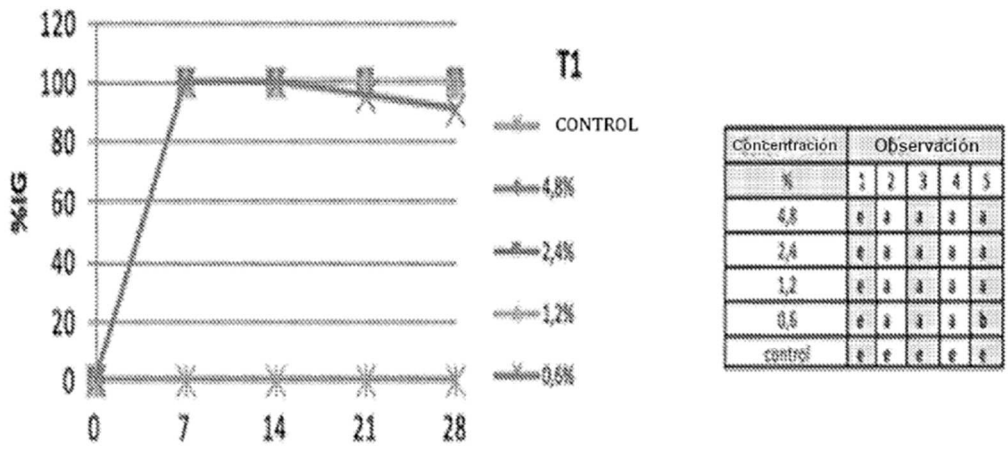 120
100
80
60
40
20
0
%IG
0 7 14 21 28
T1
CONTROL
4,8%
2,4%
1,2%
0,6%
Concentración Observación
% 1 2 3 4 5
4,8 e a a a a
2,4 e a a a a
1,2 e a a a a
0,6 e a a a b
control e e e e e